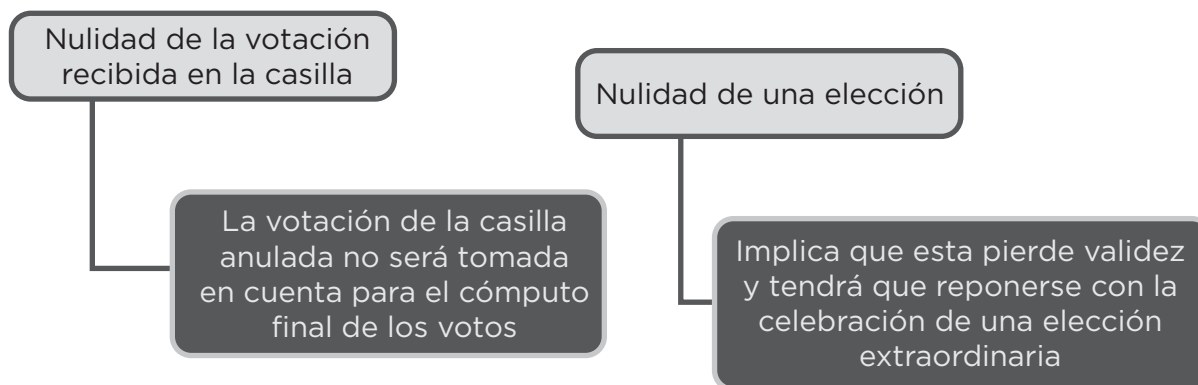 Nulidad de la votación
recibida en la casilla
La votación de la casilla
anulada no será tomada
en cuenta para el cómputo
final de los votos
Nulidad de una elección
Implica que esta pierde validez
y tendrá que reponerse con la
celebración de una elección
extraordinaria